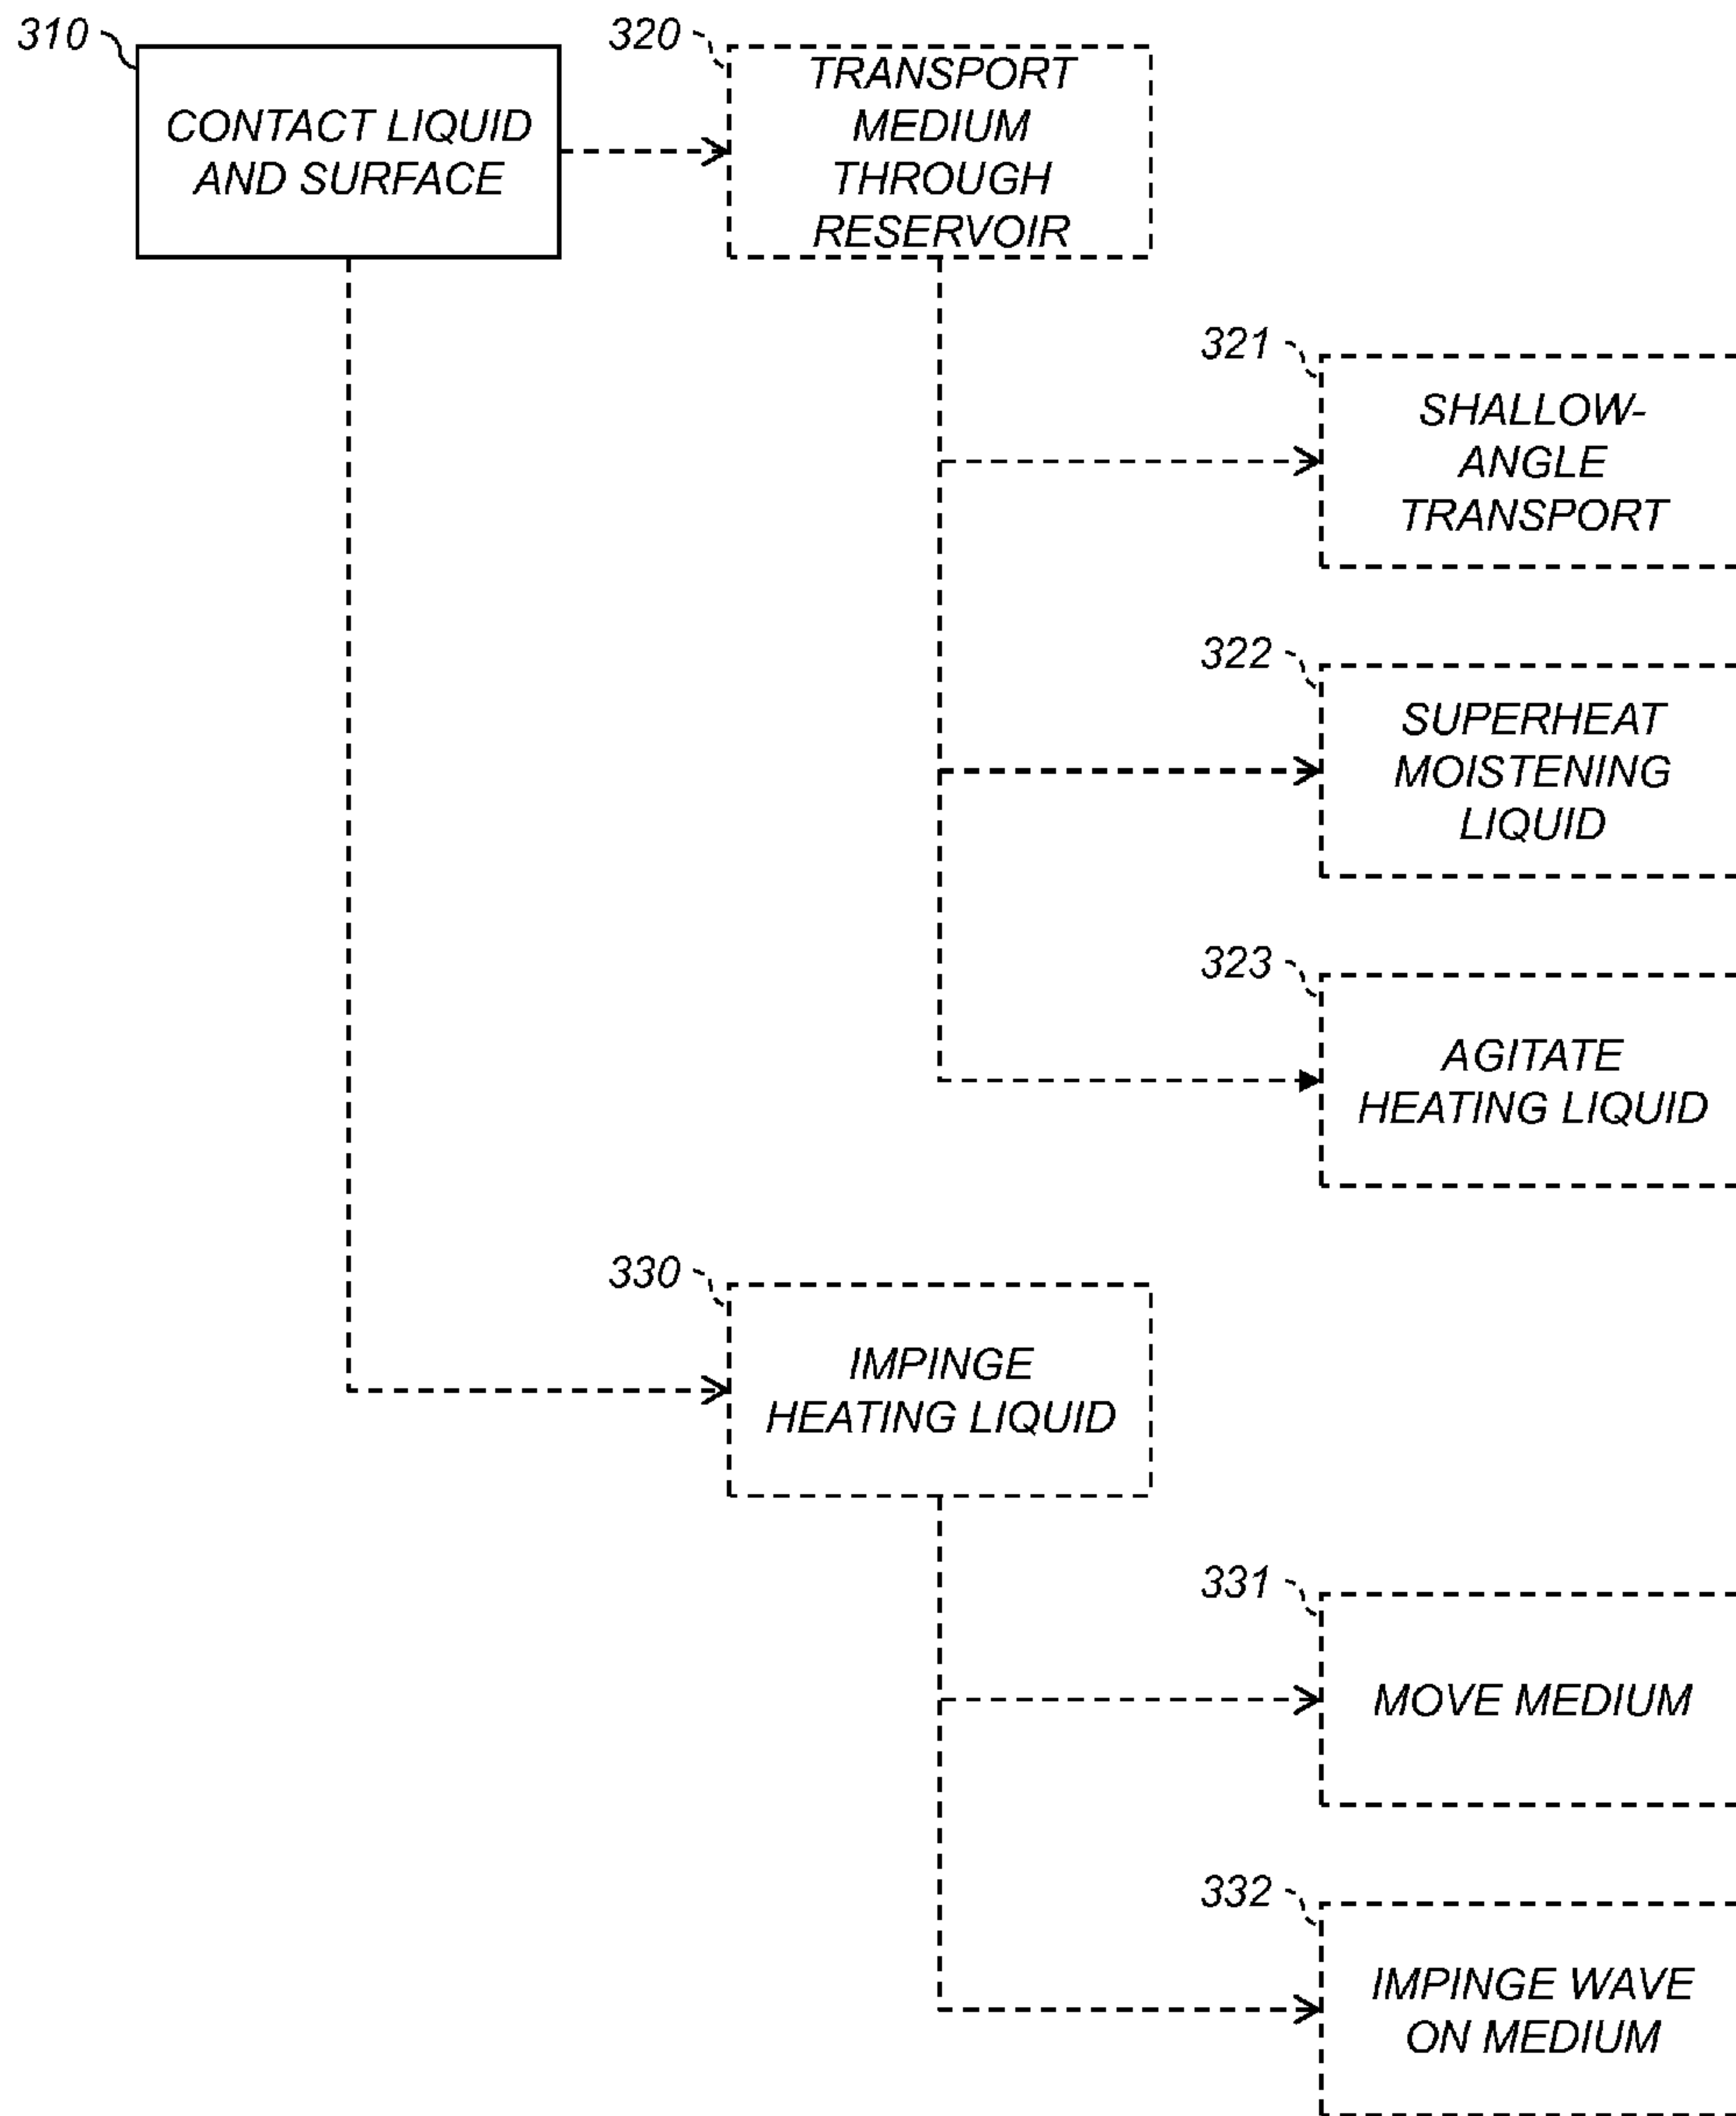 310
CONTACT LIQUID
AND SURFACE
320
TRANSPORT
MEDIUM
THROUGH
RESERVOIR
321
SHALLOW-
ANGLE
TRANSPORT
322
SUPERHEAT
MOISTENING
LIQUID
323
AGITATE
HEATING LIQUID
330
IMPINGE
HEATING LIQUID
331
MOVE MEDIUM
332
IMPINGE WAVE
ON MEDIUM